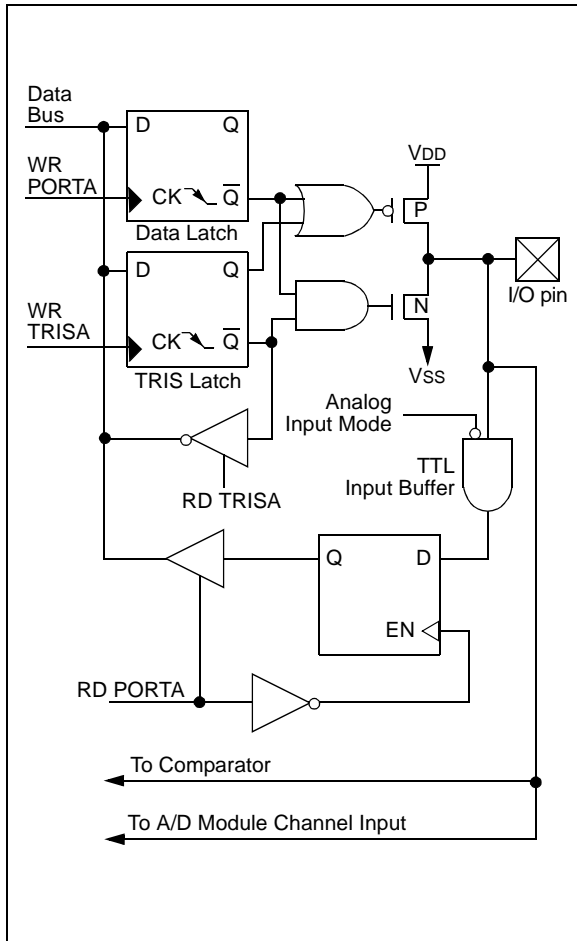 Data
Bus
D Q
WR
PORTA
CK Q
Data Latch
VDD
P
D Q
I/O pin
WR
TRISA
CK Q
TRIS Latch
N
VSS
Analog
Input Mode
TTL
Input Buffer
RD TRISA
Q D
EN
RD PORTA
To Comparator
To A/D Module Channel Input